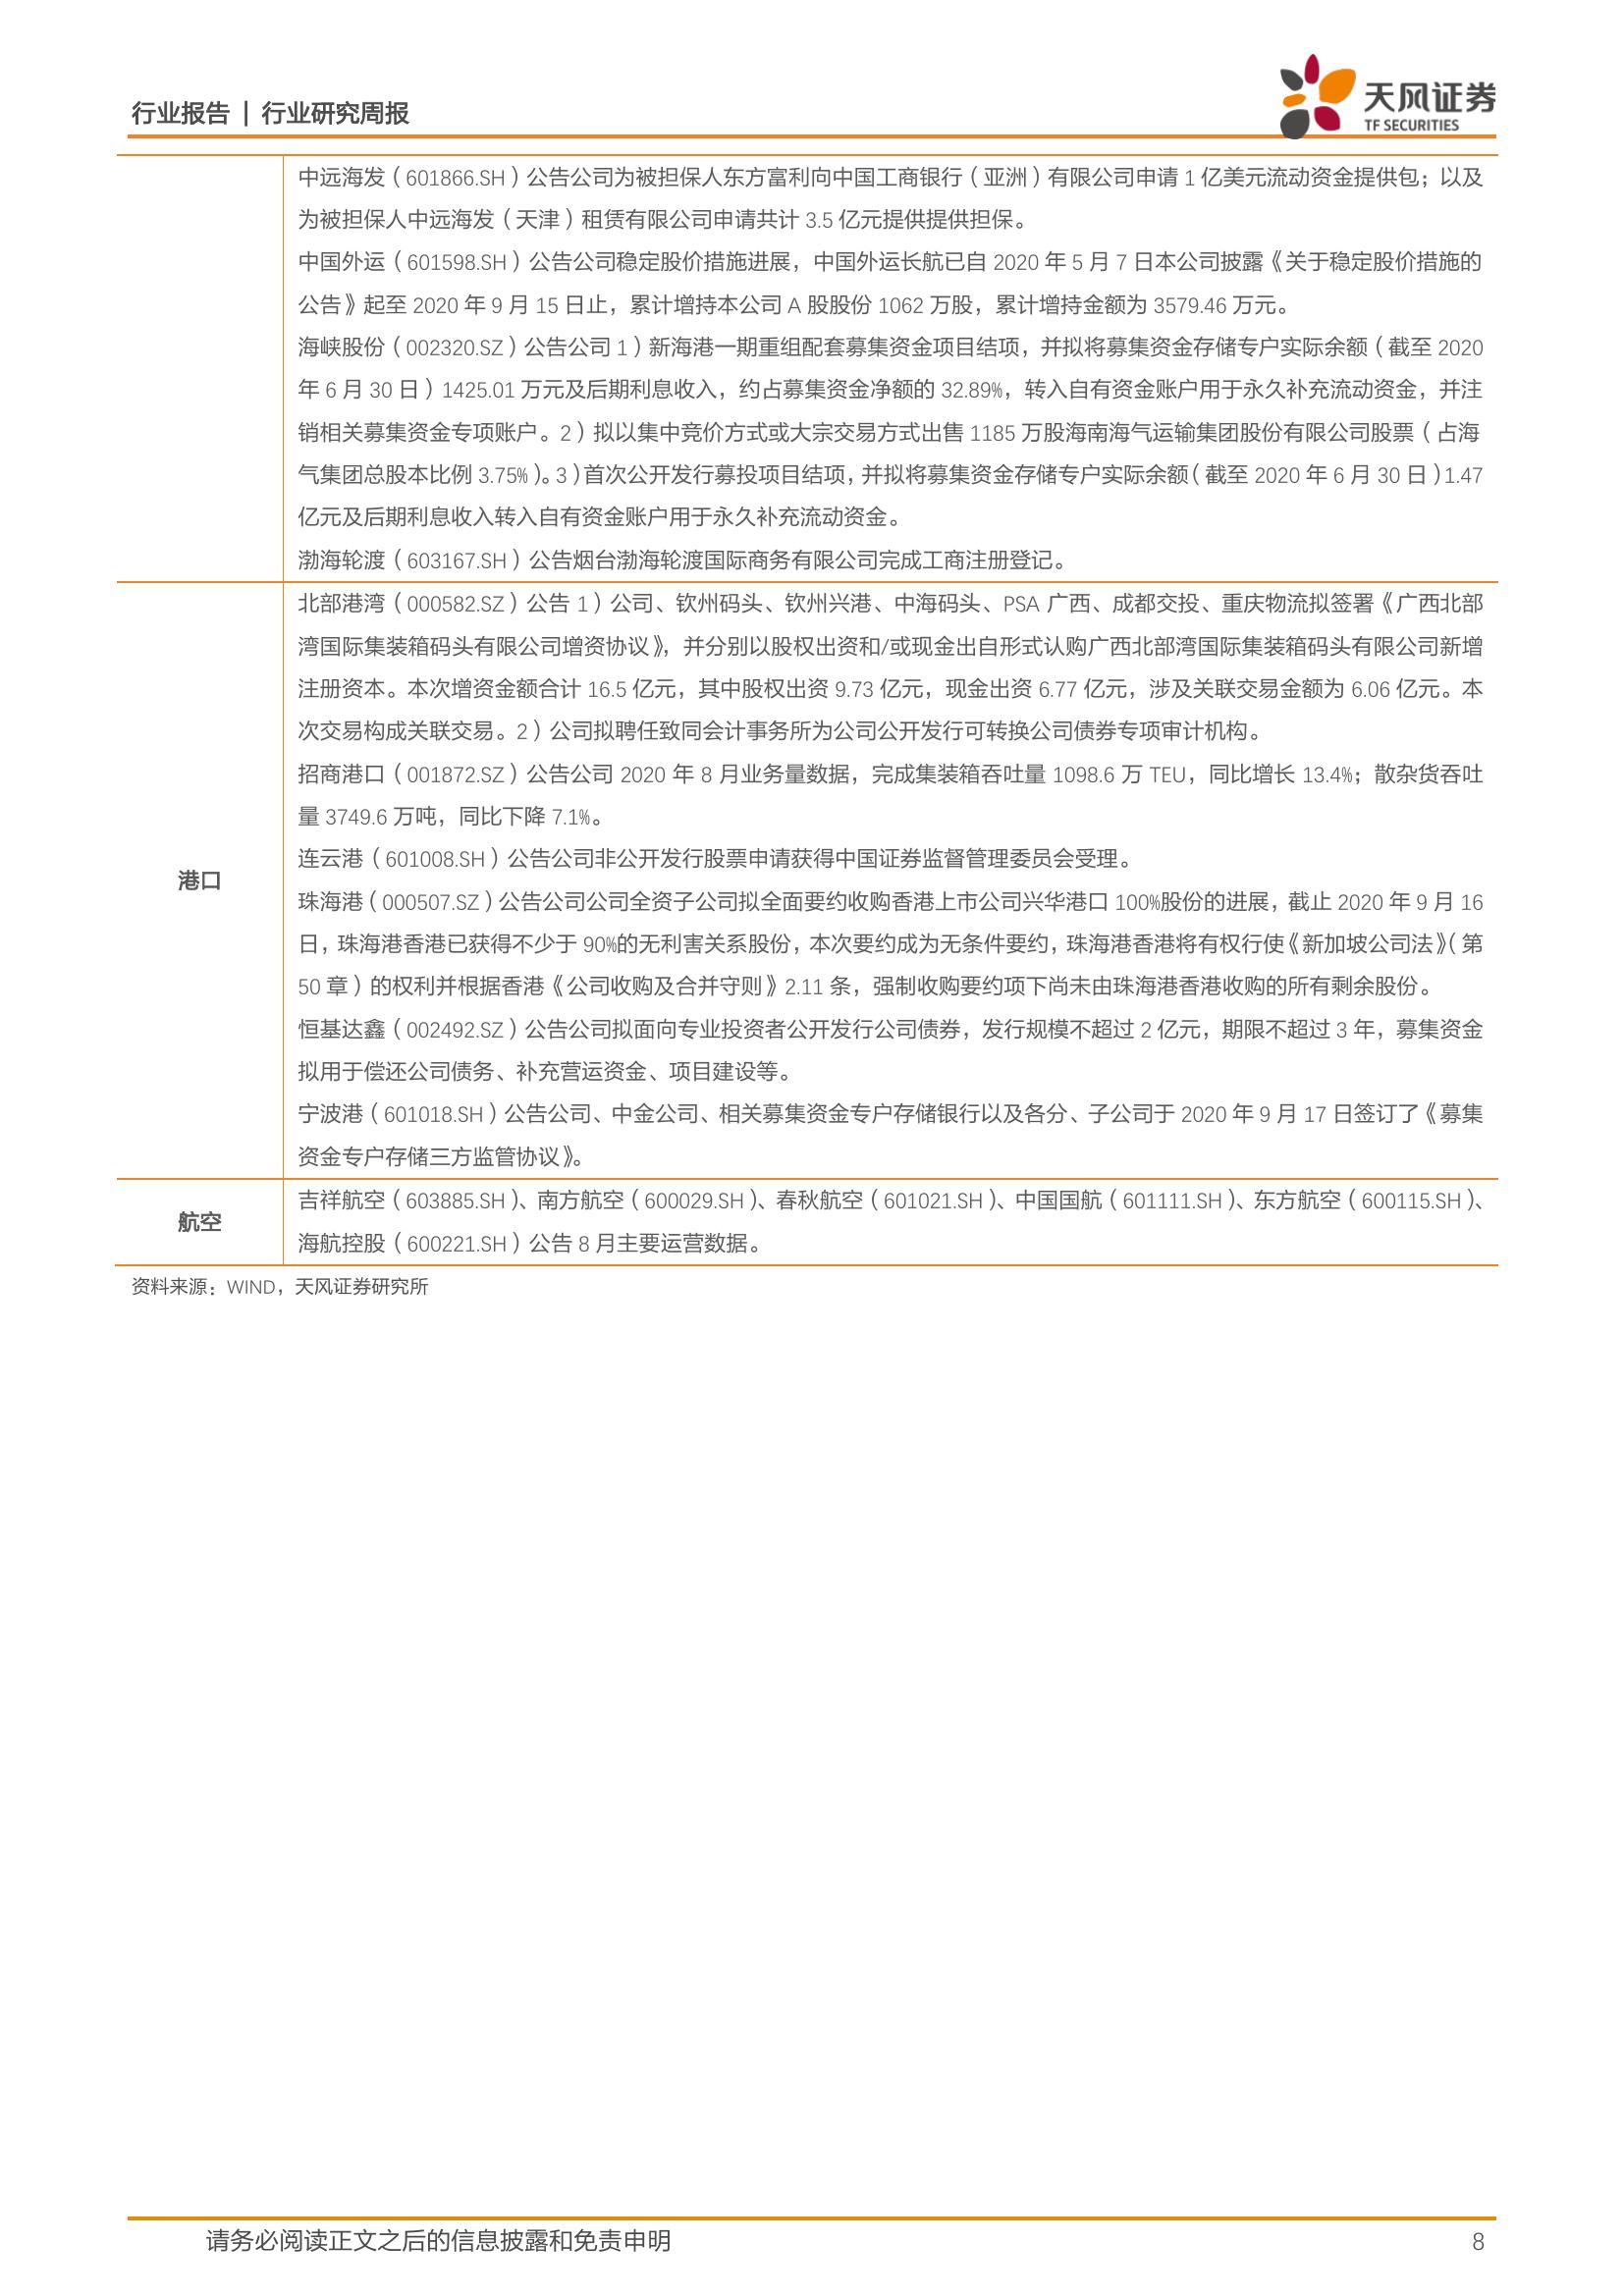 行业报告 | 行业研究周报
天风证券
TF SECURITIES
中远海发（601866.SH）公告公司为被担保人东方富利向中国工商银行（亚洲）有限公司申请 1 亿美元流动资金提供包；以及
为被担保人中远海发（天津）租赁有限公司申请共计 3.5 亿元提供提供担保。
中国外运（601598.SH）公告公司稳定股价措施进展，中国外运长航已自 2020 年 5 月 7 日本公司披露《关于稳定股价措施的
公告》起至 2020 年 9 月 15 日止，累计增持本公司 A 股股份 1062 万股，累计增持金额为 3579.46 万元。
海峡股份（002320.SZ）公告公司 1）新海港一期重组配套募集资金项目结项，并拟将募集资金存储专户实际余额（截至 2020
年 6 月 30 日）1425.01 万元及后期利息收入，约占募集资金净额的 32.89%，转入自有资金账户用于永久补充流动资金，并注
销相关募集资金专项账户。2）拟以集中竞价方式或大宗交易方式出售 1185 万股海南海气运输集团股份有限公司股票（占海
气集团总股本比例 3.75%）。3）首次公开发行募投项目结项，并拟将募集资金存储专户实际余额（截至 2020 年 6 月 30 日）1.47
亿元及后期利息收入转入自有资金账户用于永久补充流动资金。
渤海轮渡（603167.SH）公告烟台渤海轮渡国际商务有限公司完成工商注册登记。
港口
北部港湾（000582.SZ）公告 1）公司、钦州码头、钦州兴港、中海码头、PSA 广西、成都交投、重庆物流拟签署《广西北部
湾国际集装箱码头有限公司增资协议》，并分别以股权出资和/或现金出自形式认购广西北部湾国际集装箱码头有限公司新增
注册资本。本次增资金额合计 16.5 亿元，其中股权出资 9.73 亿元，现金出资 6.77 亿元，涉及关联交易金额为 6.06 亿元。本
次交易构成关联交易。2）公司拟聘任致同会计事务所为公司公开发行可转换公司债券专项审计机构。
招商港口（001872.SZ）公告公司 2020 年 8 月业务量数据，完成集装箱吞吐量 1098.6 万 TEU，同比增长 13.4%；散杂货吞吐
量 3749.6 万吨，同比下降 7.1%。
连云港（601008.SH）公告公司非公开发行股票申请获得中国证券监督管理委员会受理。
珠海港（000507.SZ）公告公司公司全资子公司拟全面要约收购香港上市公司兴华港口 100%股份的进展，截止 2020 年 9 月 16
日，珠海港香港已获得不少于 90%的无利害关系股份，本次要约成为无条件要约，珠海港香港将有权行使《新加坡公司法》（第
50 章）的权利并根据香港《公司收购及合并守则》2.11 条，强制收购要约项下尚未由珠海港香港收购的所有剩余股份。
恒基达鑫（002492.SZ）公告公司拟面向专业投资者公开发行公司债券，发行规模不超过 2 亿元，期限不超过 3 年，募集资金
拟用于偿还公司债务、补充营运资金、项目建设等。
宁波港（601018.SH）公告公司、中金公司、相关募集资金专户存储银行以及各分、子公司于 2020 年 9 月 17 日签订了《募集
资金专户存储三方监管协议》。
航空
吉祥航空（603885.SH）、南方航空（600029.SH）、春秋航空（601021.SH）、中国国航（601111.SH）、东方航空（600115.SH）、
海航控股（600221.SH）公告 8 月主要运营数据。
资料来源：WIND，天风证券研究所
请务必阅读正文之后的信息披露和免责申明
8